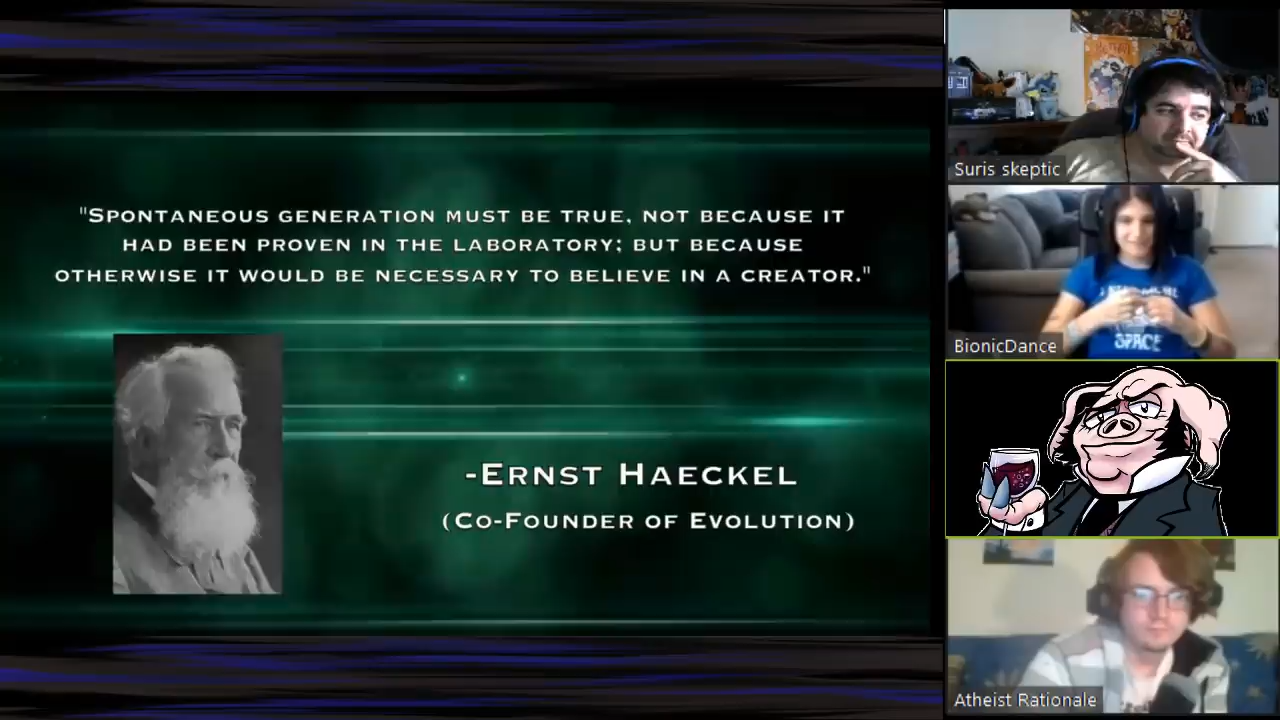 "Spontaneous generation must be true, not because it
had been proven in the laboratory; but because
otherwise it would be necessary to believe in a creator."
-Ernst Haeckel
(Co-Founder of Evolution)
Suris skeptic
SPACE
BionicDance
Atheist Rationale